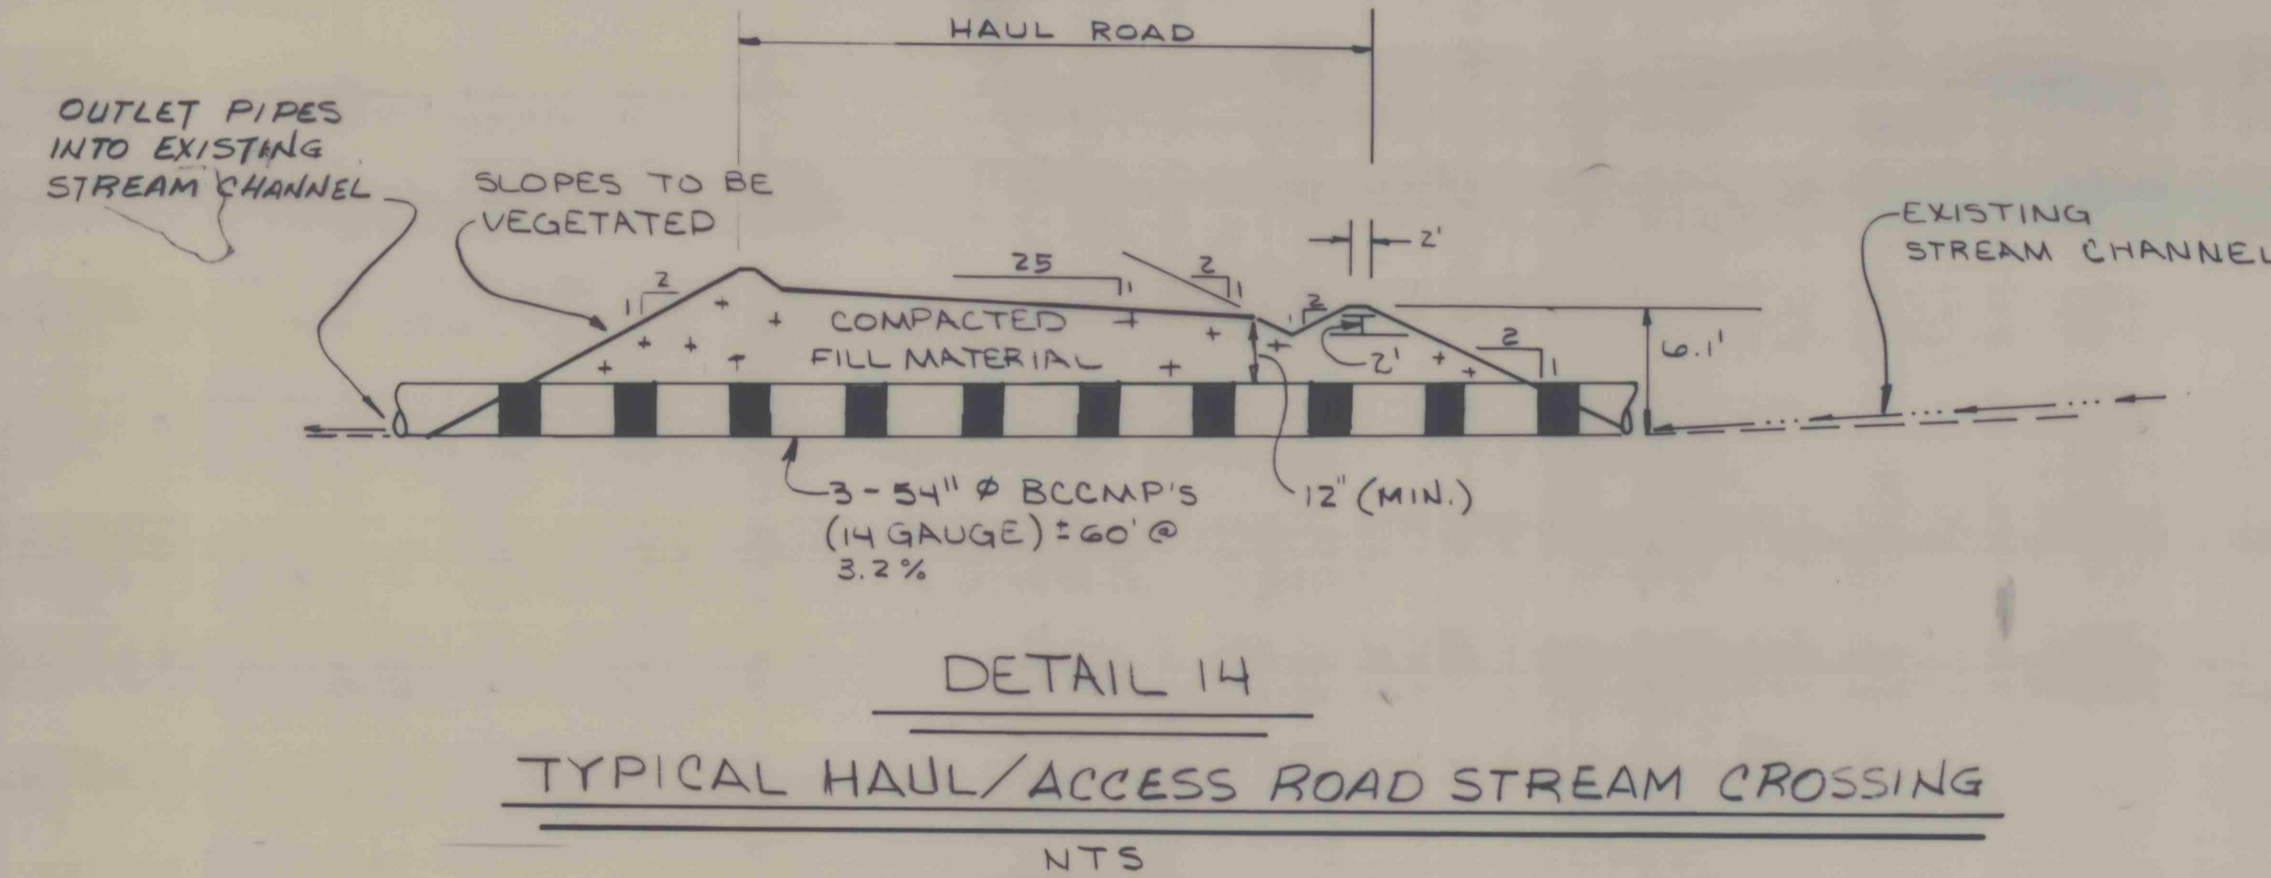 HAUL ROAD
OUTLET PIPES
INTO EXISTING
STREAM CHANNEL
SLOPES TO BE
VEGETATED
2'
EXISTING
STREAM CHANNEL
1 2
25 1
2 1
1 2
COMPACTED
FILL MATERIAL
2'
2 1
6.1'
3-54" Ø BCCMP'S
(14 GAUGE) ±60' @
3.2%
12" (MIN.)
DETAIL 14
TYPICAL HAUL/ACCESS ROAD STREAM CROSSING
NTS